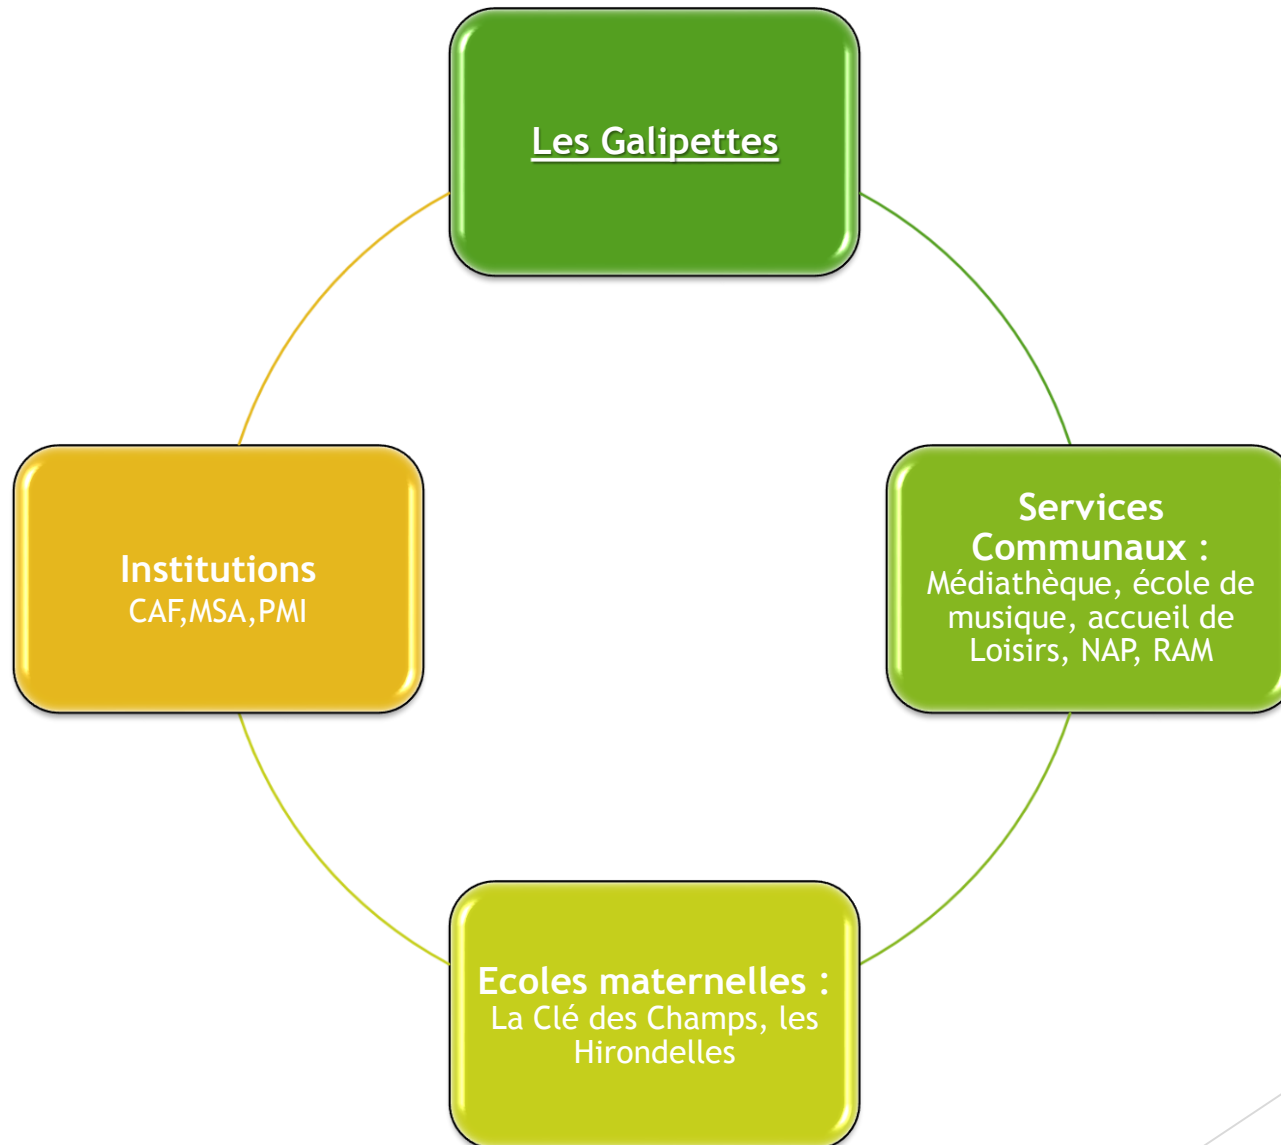 Les Galipettes
Services
Communaux :
Médiathèque, école de
musique, accueil de
Loisirs, NAP, RAM
Institutions
CAF,MSA,PMI
Ecoles maternelles :
La Clé des Champs, les
Hirondelles